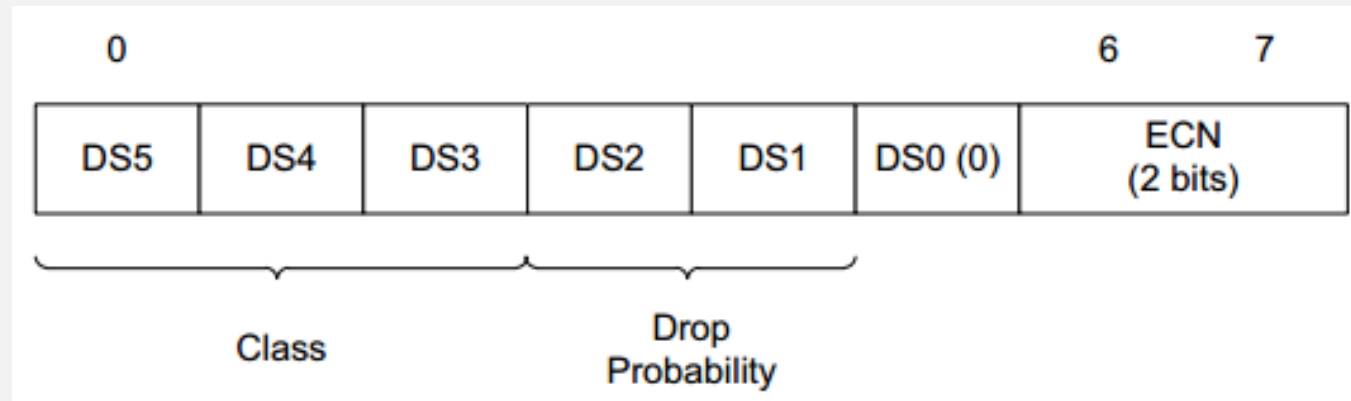 0 6 7
DS5 DS4 DS3 DS2 DS1 DS0 (0) ECN
(2 bits)
Class Drop
Probability